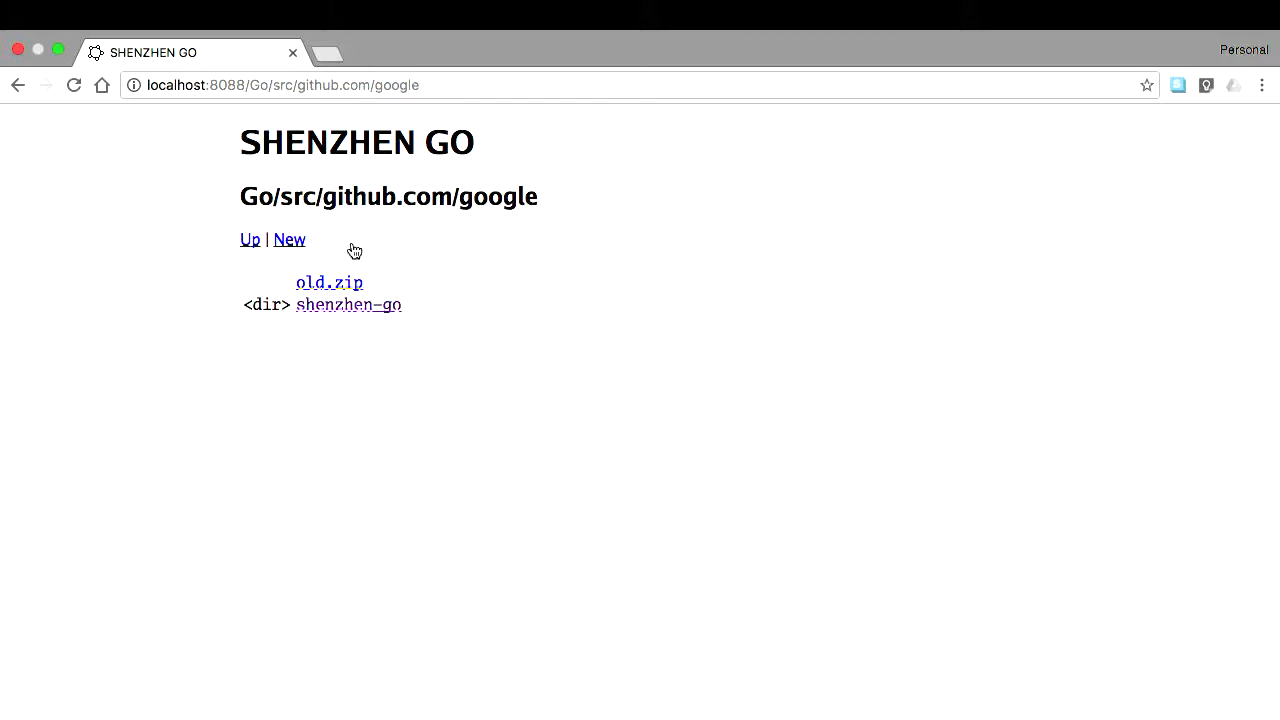 SHENZHEN GO
Personal
localhost:8088/Go/src/github.com/google
SHENZHEN GO
Go/src/github.com/google
Up | New
old.zip
<dir> shenzhen-go